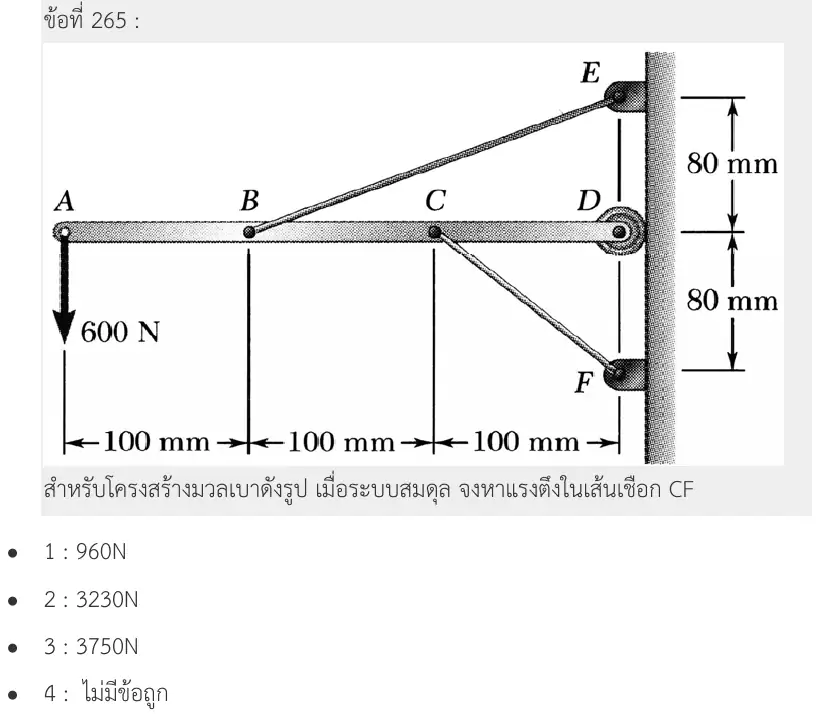 ข้อที่ 265 :
E
80 mm
A
B
C
D
80 mm
600 N
F
100 mm
100 mm
100 mm
สำหรับโครงสร้างมวลเบาดังรูป เมื่อระบบสมดุล จงหาแรงตึงในเส้นเชือก CF
1 : 960N
2 : 3230N
3 : 3750N
4 : ไม่มีข้อถูก